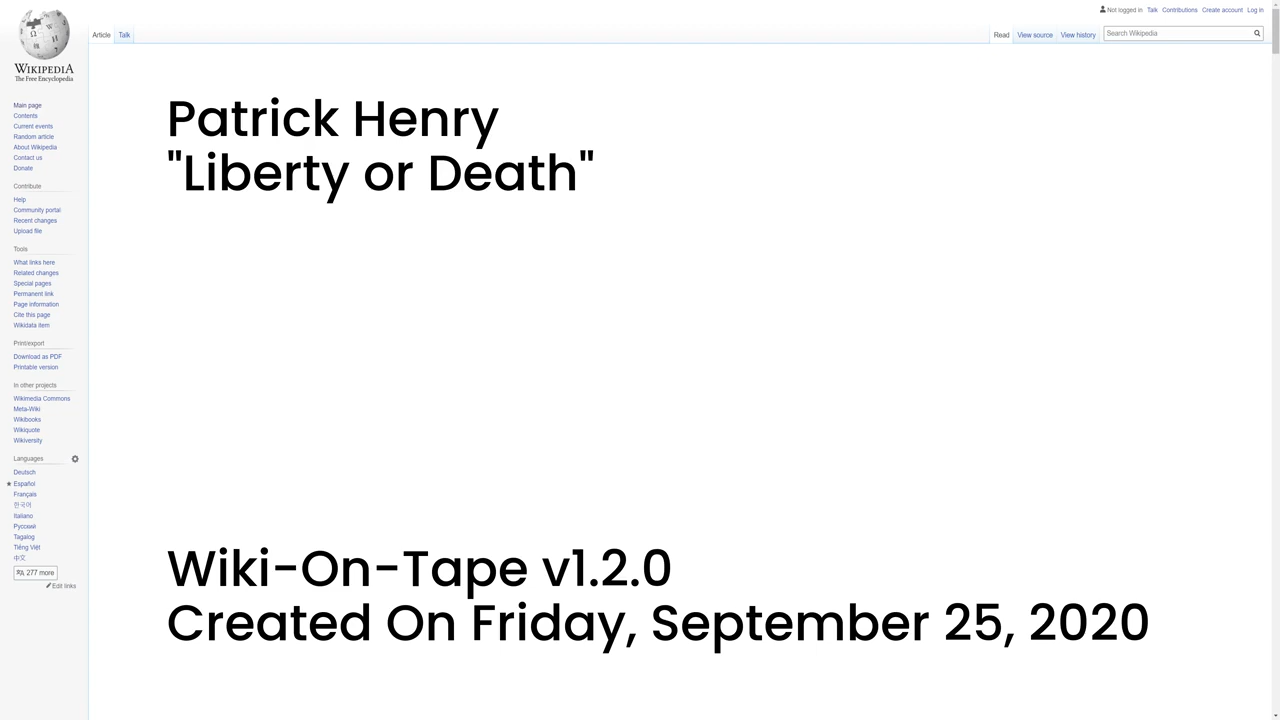 Not logged in Talk Contributions Create account Log in
Article Talk Read View source View history Search Wikipedia
WIKIPEDIA
The Free Encyclopedia
Main page
Contents
Current events
Random article
About Wikipedia
Contact us
Donate
Contribute
Help
Community portal
Recent changes
Upload file
Tools
What links here
Related changes
Special pages
Permanent link
Page information
Cite this page
Wikidata item
Print/export
Download as PDF
Printable version
In other projects
Wikimedia Commons
Meta-Wiki
Wikibooks
Wikiquote
Wikiversity
Languages
Deutsch
Español
Français
한국어
Italiano
Русский
Tagalog
Tiếng Việt
中文
277 more
Edit links
Patrick Henry
"Liberty or Death"
Wiki-On-Tape v1.2.0
Created On Friday, September 25, 2020